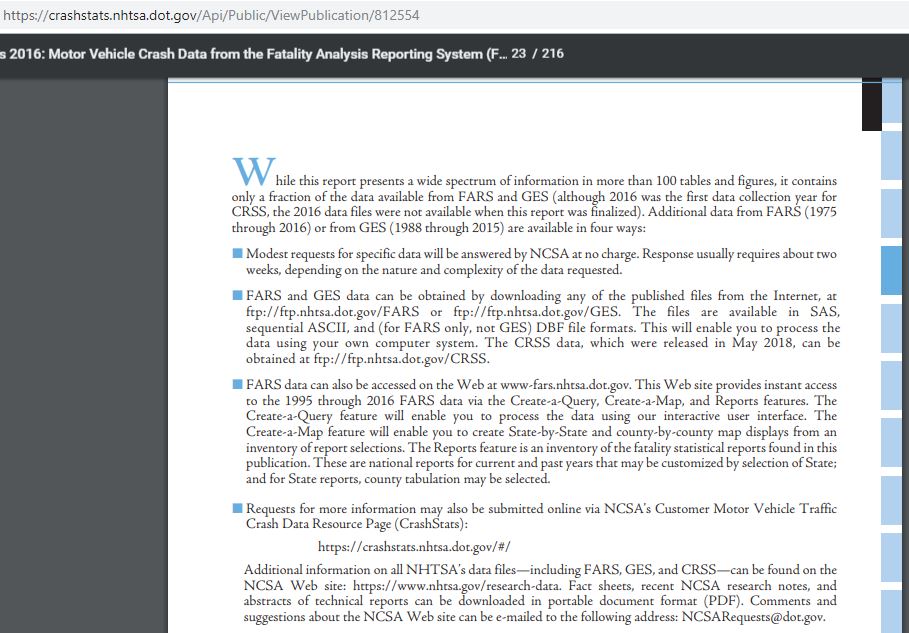 https://crashstats.nhtsa.dot.gov/Api/Public/ViewPublication/812554
s 2016: Motor Vehicle Crash Data from the Fatality Analysis Reporting System (F... 23 / 216
While this report presents a wide spectrum of information in more than 100 tables and figures, it contains
only a fraction of the data available from FARS and GES (although 2016 was the first data collection year for
CRSS, the 2016 data files were not available when this report was finalized). Additional data from FARS (1975
through 2016) or from GES (1988 through 2015) are available in four ways:
■ Modest requests for specific data will be answered by NCSA at no charge. Response usually requires about two
weeks, depending on the nature and complexity of the data requested.
■ FARS and GES data can be obtained by downloading any of the published files from the Internet, at
ftp://ftp.nhtsa.dot.gov/FARS or ftp://ftp.nhtsa.dot.gov/GES. The files are available in SAS,
sequential ASCII, and (for FARS only, not GES) DBF file formats. This will enable you to process the
data using your own computer system. The CRSS data, which were released in May 2018, can be
obtained at ftp://ftp.nhtsa.dot.gov/CRSS.
■ FARS data can also be accessed on the Web at www-fars.nhtsa.dot.gov. This Web site provides instant access
to the 1995 through 2016 FARS data via the Create-a-Query, Create-a-Map, and Reports features. The
Create-a-Query feature will enable you to process the data using our interactive user interface. The
Create-a-Map feature will enable you to create State-by-State and county-by-county map displays from an
inventory of report selections. The Reports feature is an inventory of the fatality statistical reports found in this
publication. These are national reports for current and past years that may be customized by selection of State;
and for State reports, county tabulation may be selected.
■ Requests for more information may also be submitted online via NCSA's Customer Motor Vehicle Traffic
Crash Data Resource Page (CrashStats):
https://crashstats.nhtsa.dot.gov/#/
Additional information on all NHTSA's data files—including FARS, GES, and CRSS—can be found on the
NCSA Web site: https://www.nhtsa.gov/research-data. Fact sheets, recent NCSA research notes, and
abstracts of technical reports can be downloaded in portable document format (PDF). Comments and
suggestions about the NCSA Web site can be e-mailed to the following address: NCSARequests@dot.gov.